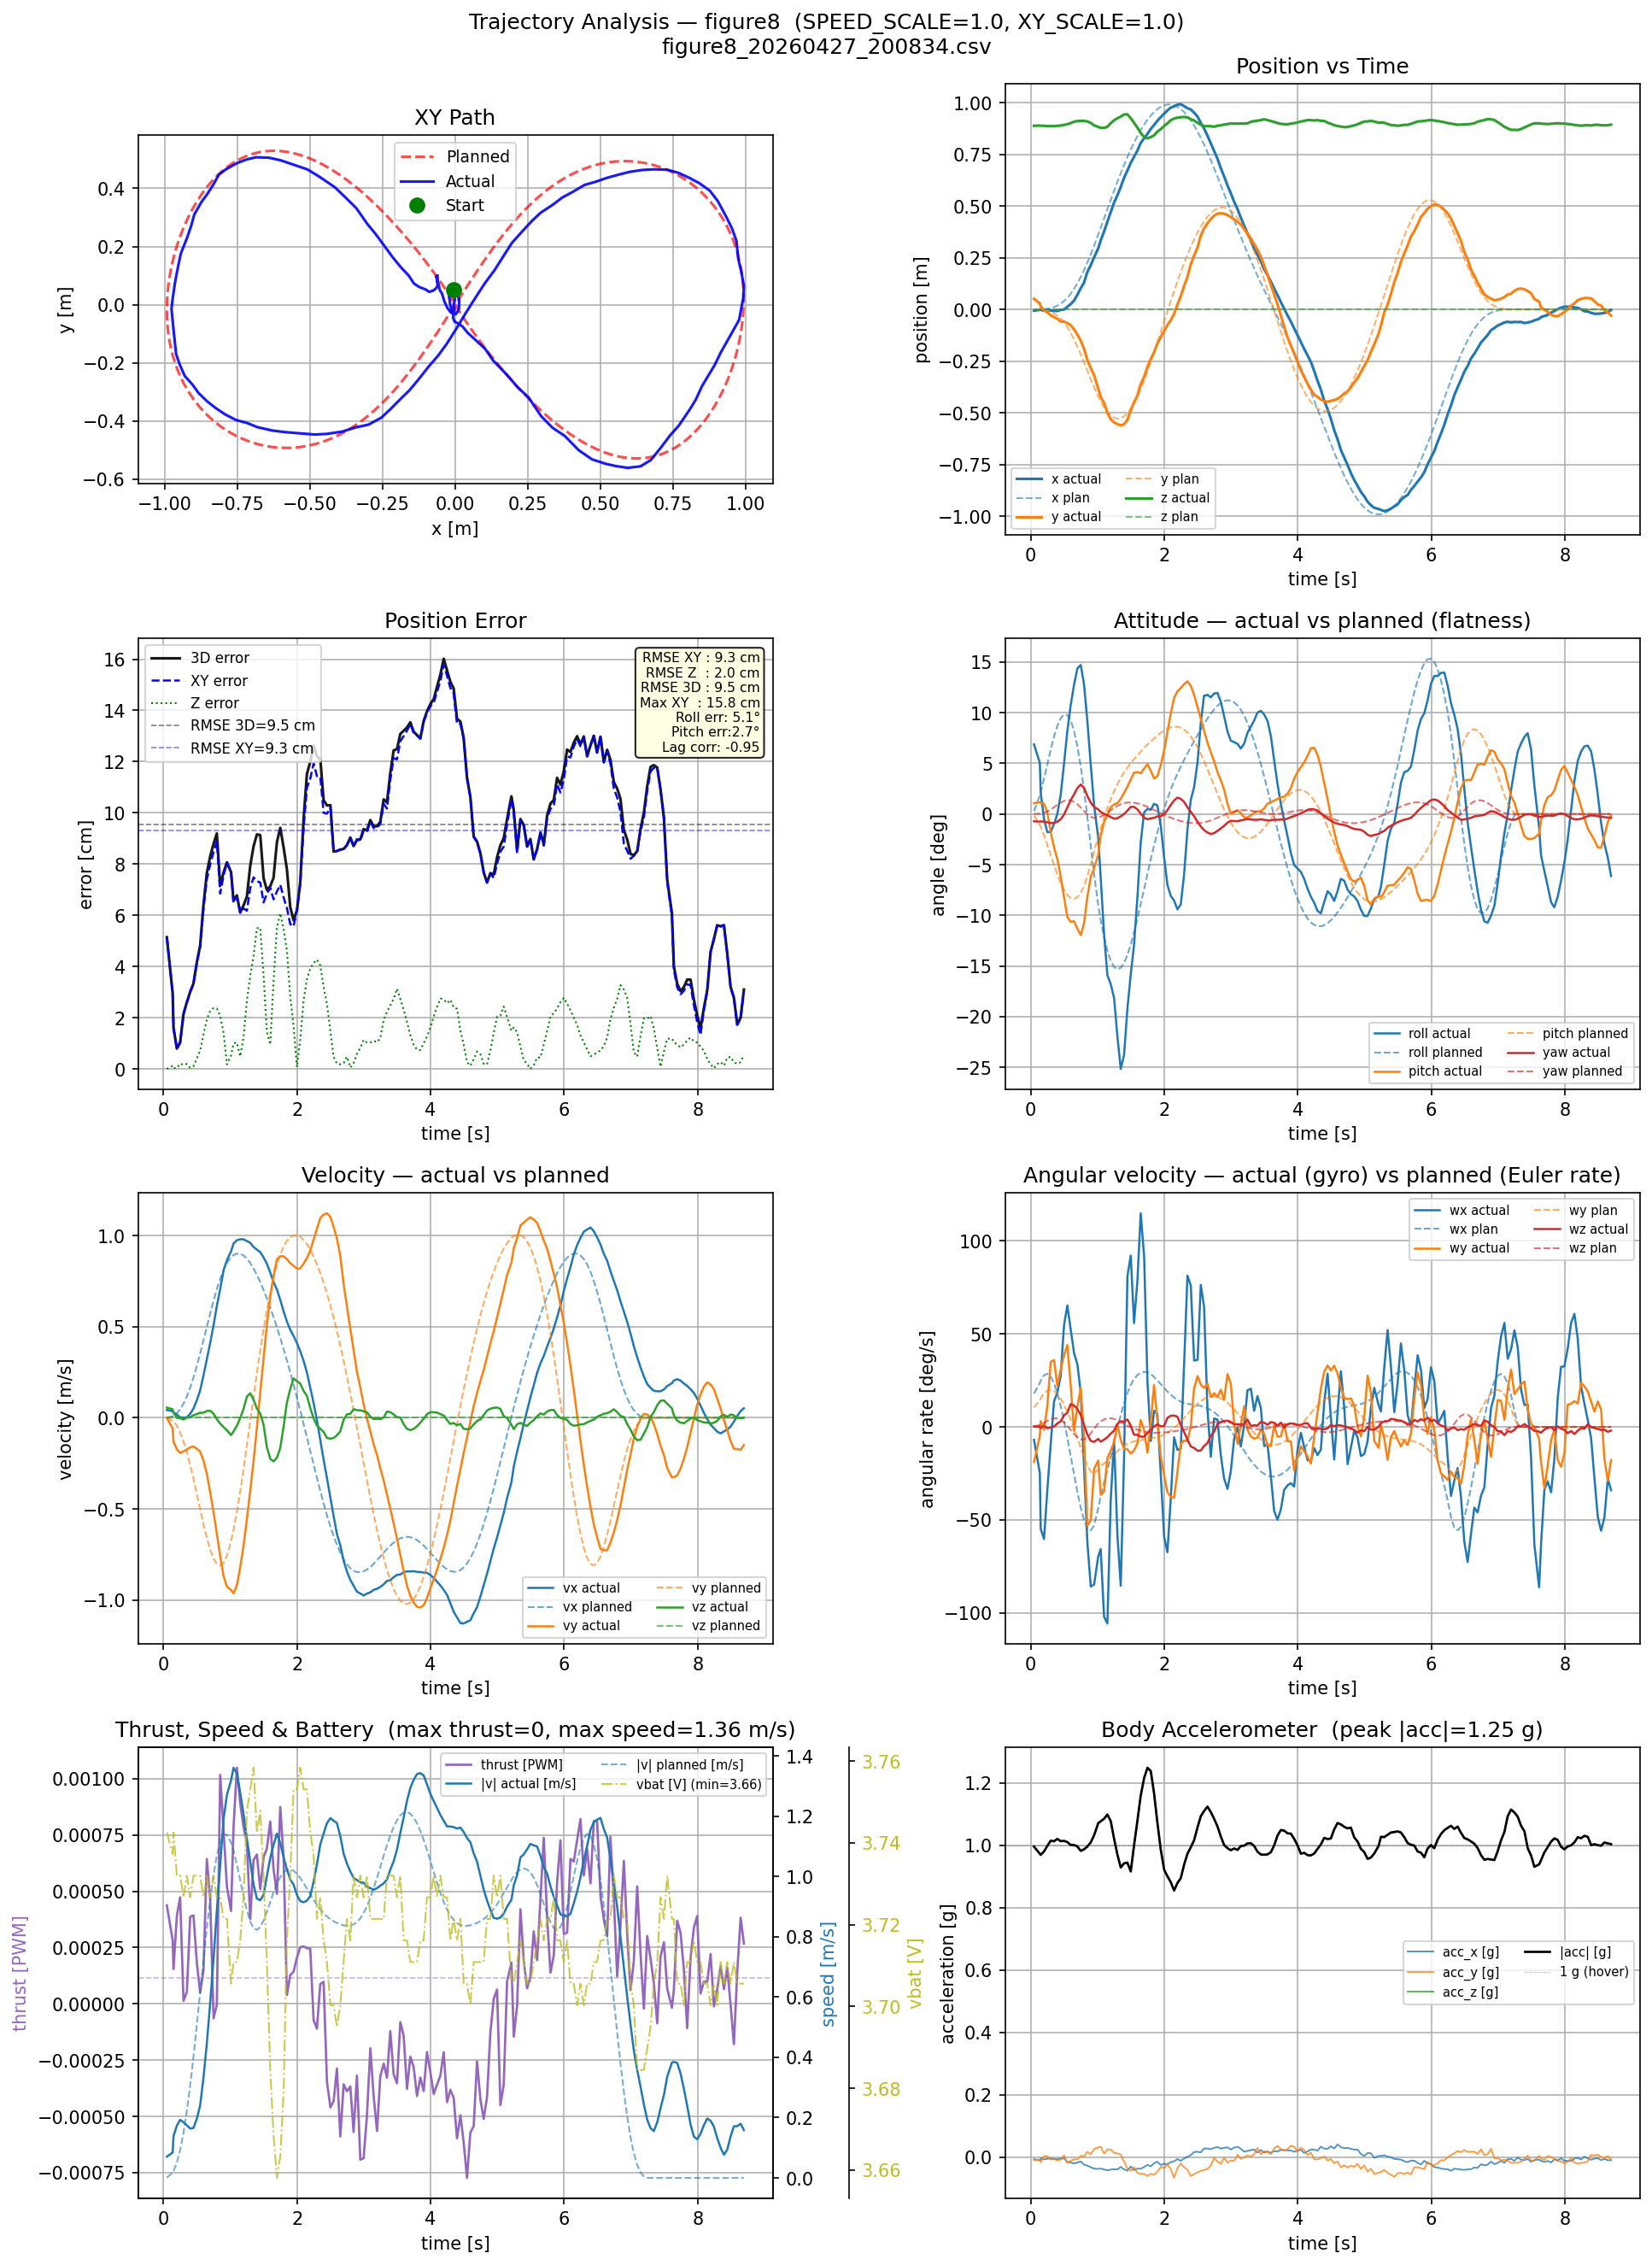 Trajectory Analysis — figure8  (SPEED_SCALE=1.0, XY_SCALE=1.0)
figure8_20260427_200834.csv
XY Path
Planned
Actual
Start
0.4
0.2
0.0
−0.2
−0.4
−0.6
y [m]
−1.00 −0.75 −0.50 −0.25 0.00 0.25 0.50 0.75 1.00
x [m]
Position vs Time
1.00
0.75
0.50
0.25
0.00
−0.25
−0.50
−0.75
−1.00
position [m]
x actual
x plan
y actual
y plan
z actual
z plan
0 2 4 6 8
time [s]
Position Error
3D error
XY error
Z error
RMSE 3D=9.5 cm
RMSE XY=9.3 cm
RMSE XY : 9.3 cm
RMSE Z  : 2.0 cm
RMSE 3D : 9.5 cm
Max XY  : 15.8 cm
Roll err: 5.1°
Pitch err:2.7°
Lag corr: -0.95
16
14
12
10
8
6
4
2
0
error [cm]
0 2 4 6 8
time [s]
Attitude — actual vs planned (flatness)
15
10
5
0
−5
−10
−15
−20
−25
angle [deg]
roll actual
roll planned
pitch actual
pitch planned
yaw actual
yaw planned
0 2 4 6 8
time [s]
Velocity — actual vs planned
1.0
0.5
0.0
−0.5
−1.0
velocity [m/s]
vx actual
vx planned
vy actual
vy planned
vz actual
vz planned
0 2 4 6 8
time [s]
Angular velocity — actual (gyro) vs planned (Euler rate)
wx actual
wx plan
wy actual
wy plan
wz actual
wz plan
100
50
0
−50
−100
angular rate [deg/s]
0 2 4 6 8
time [s]
Thrust, Speed & Battery  (max thrust=0, max speed=1.36 m/s)
thrust [PWM]
|v| actual [m/s]
|v| planned [m/s]
vbat [V] (min=3.66)
0.00100
0.00075
0.00050
0.00025
0.00000
−0.00025
−0.00050
−0.00075
thrust [PWM]
1.4
1.2
1.0
0.8
0.6
0.4
0.2
0.0
speed [m/s]
3.76
3.74
3.72
3.70
3.68
3.66
vbat [V]
0 2 4 6 8
time [s]
Body Accelerometer  (peak |acc|=1.25 g)
1.2
1.0
0.8
0.6
0.4
0.2
0.0
acceleration [g]
acc_x [g]
acc_y [g]
acc_z [g]
|acc| [g]
1 g (hover)
0 2 4 6 8
time [s]